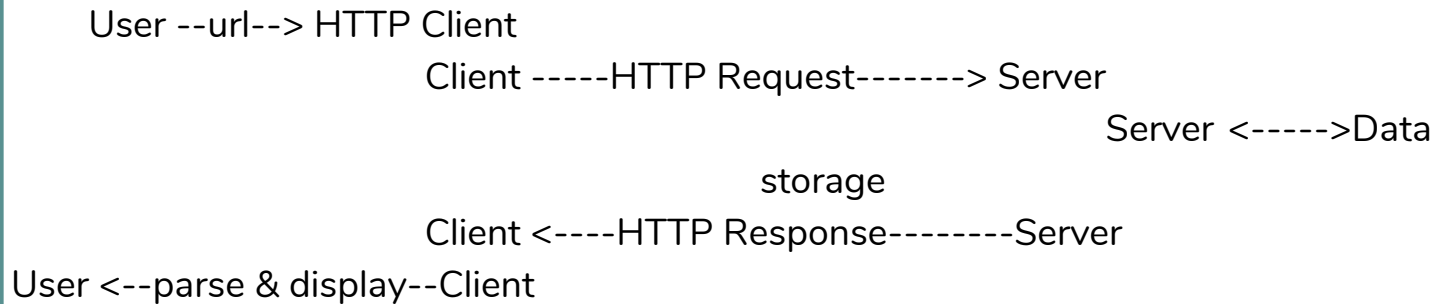 User --url--> HTTP Client
Client -----HTTP Request-------> Server
Server <----->Data
storage
Client <----HTTP Response--------Server
User <--parse & display--Client